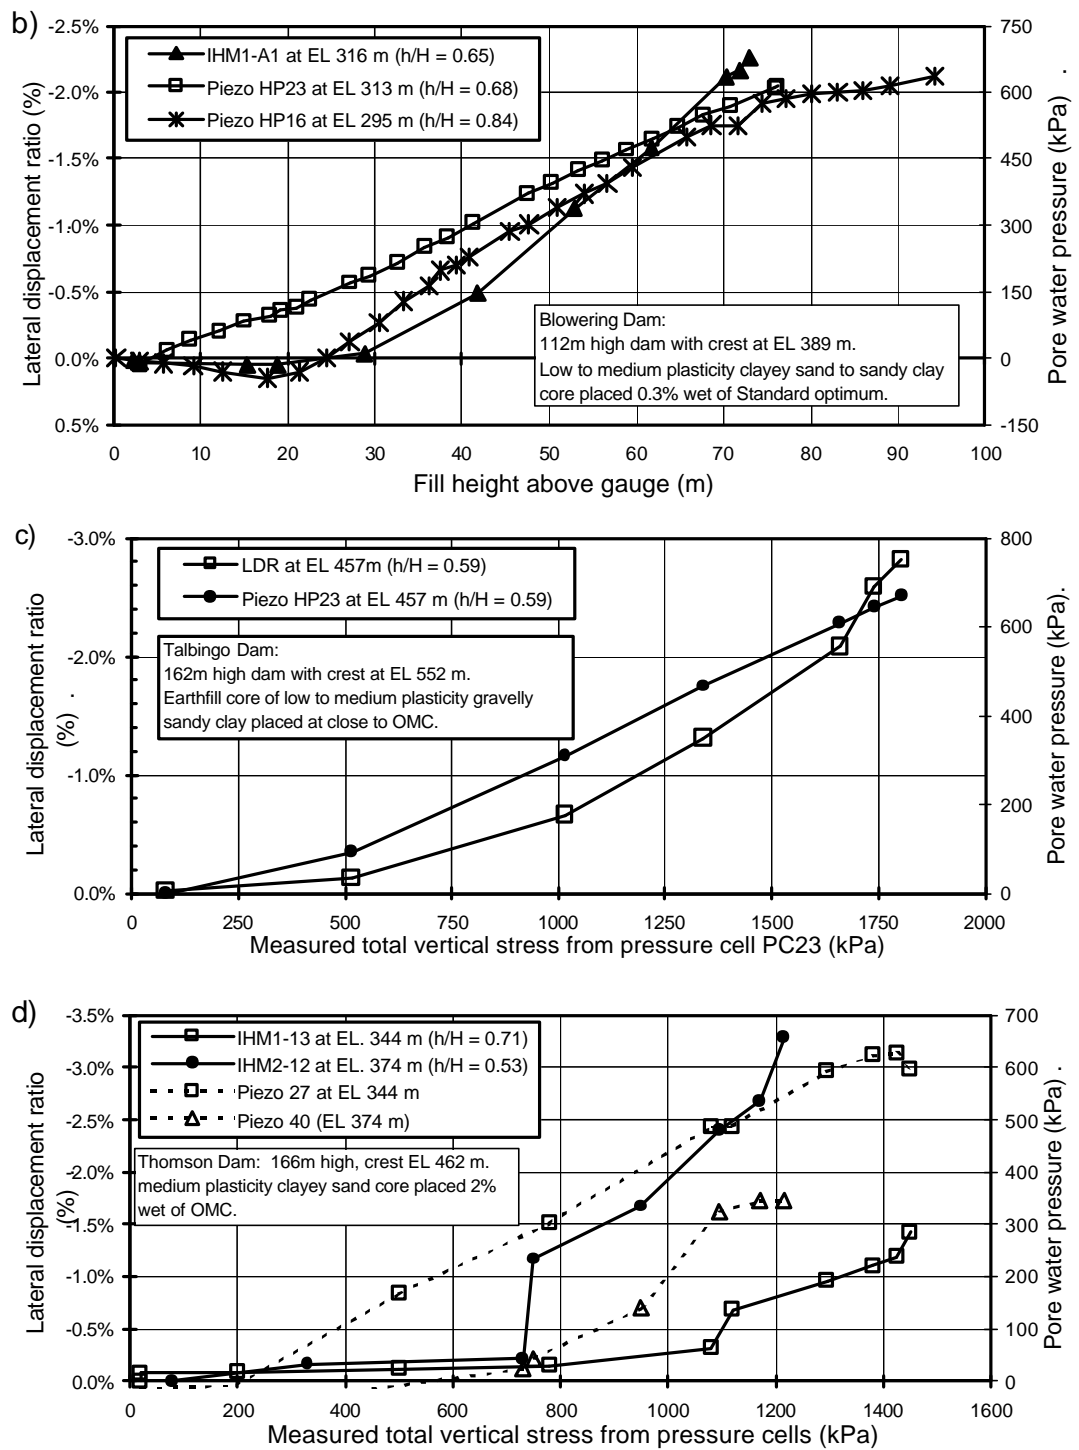 b)
-2.5%
-2.0%
-1.5%
-1.0%
-0.5%
0.0%
0.5%
Lateral displacement ratio (%)
IHM1-A1 at EL 316 m (h/H = 0.65)
Piezo HP23 at EL 313 m (h/H = 0.68)
Piezo HP16 at EL 295 m (h/H = 0.84)
Blowering Dam:
112m high dam with crest at EL 389 m.
Low to medium plasticity clayey sand to sandy clay
core placed 0.3% wet of Standard optimum.
750
600
450
300
150
0
-150
Pore water pressure (kPa) .
0 10 20 30 40 50 60 70 80 90 100
Fill height above gauge (m)
c)
-3.0%
-2.0%
-1.0%
0.0%
Lateral displacement ratio
(%) .
LDR at EL 457m (h/H = 0.59)
Piezo HP23 at EL 457 m (h/H = 0.59)
Talbingo Dam:
162m high dam with crest at EL 552 m.
Earthfill core of low to medium plasticity gravelly
sandy clay placed at close to OMC.
800
600
400
200
0
Pore water pressure (kPa).
0 250 500 750 1000 1250 1500 1750 2000
Measured total vertical stress from pressure cell PC23 (kPa)
d)
-3.5%
-3.0%
-2.5%
-2.0%
-1.5%
-1.0%
-0.5%
0.0%
Lateral displacement ratio
(%)
IHM1-13 at EL. 344 m (h/H = 0.71)
IHM2-12 at EL. 374 m (h/H = 0.53)
Piezo 27 at EL 344 m
Piezo 40 (EL 374 m)
Thomson Dam: 166m high, crest EL 462 m.
medium plasticity clayey sand core placed 2%
wet of OMC.
700
600
500
400
300
200
100
0
Pore water pressure (kPa) .
0 200 400 600 800 1000 1200 1400 1600
Measured total vertical stress from pressure cells (kPa)